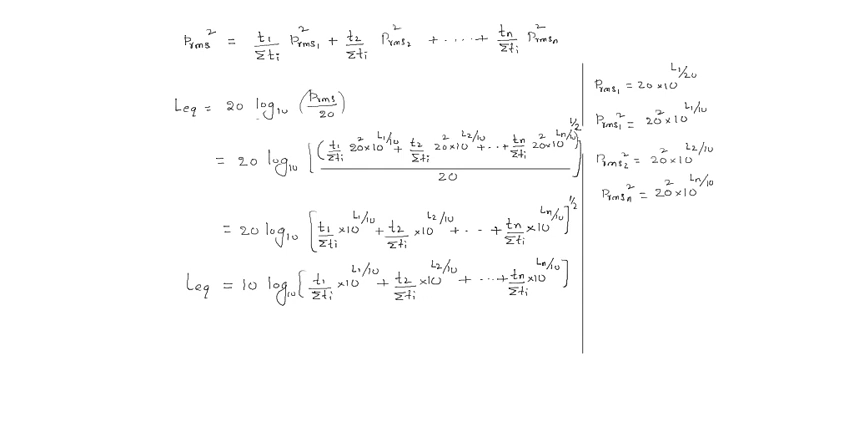 Prms² = t₁/Σtᵢ Prms₁² + t₂/Σtᵢ Prms₂² + ..... + tₙ/Σtᵢ Prmsₙ²
Leq = 20 log₁₀ (Prms/20)
= 20 log₁₀ [(t₁/Σtᵢ 20²×10^(L₁/10) + t₂/Σtᵢ 20²×10^(L₂/10) + ... + tₙ/Σtᵢ 20²×10^(Lₙ/10))^(1/2) / 20]
= 20 log₁₀ [t₁/Σtᵢ ×10^(L₁/10) + t₂/Σtᵢ ×10^(L₂/10) + ... + tₙ/Σtᵢ ×10^(Lₙ/10)]^(1/2)
Leq = 10 log₁₀ [t₁/Σtᵢ ×10^(L₁/10) + t₂/Σtᵢ ×10^(L₂/10) + .... + tₙ/Σtᵢ ×10^(Lₙ/10)]
Prms₁ = 20×10^(L₁/20)
Prms₁² = 20²×10^(L₁/10)
Prms₂² = 20²×10^(L₂/10)
Prmsₙ² = 20²×10^(Lₙ/10)